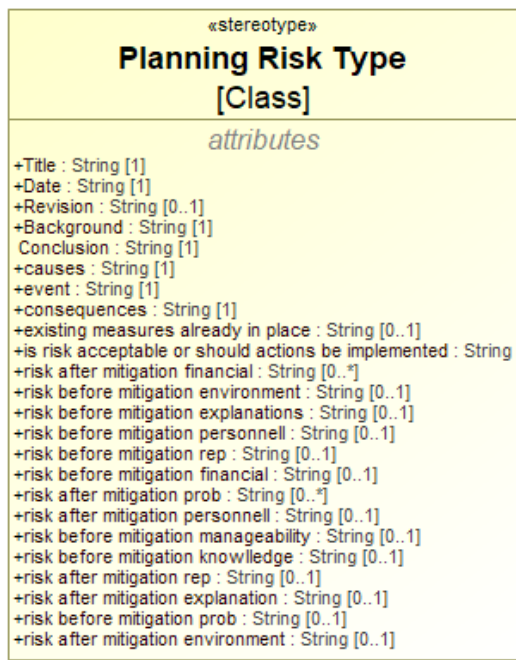 «stereotype»
Planning Risk Type
[Class]
attributes
+Title : String [1]
+Date : String [1]
+Revision : String [0..1]
+Background : String [1]
Conclusion : String [1]
+causes : String [1]
+event : String [1]
+consequences : String [1]
+existing measures already in place : String [0..1]
+is risk acceptable or should actions be implemented : String
+risk after mitigation financial : String [0..*]
+risk before mitigation environment : String [0..1]
+risk before mitigation explanations : String [0..1]
+risk before mitigation personnell : String [0..1]
+risk before mitigation rep : String [0..1]
+risk before mitigation financial : String [0..1]
+risk after mitigation prob : String [0..*]
+risk after mitigation personnell : String [0..1]
+risk before mitigation manageability : String [0..1]
+risk before mitigation knowlledge : String [0..1]
+risk after mitigation rep : String [0..1]
+risk after mitigation explanation : String [0..1]
+risk before mitigation prob : String [0..1]
+risk after mitigation environment : String [0..1]